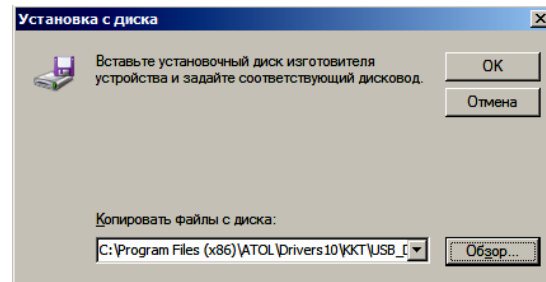 Установка с диска
Вставьте установочный диск изготовителя
устройства и задайте соответствующий дисковод.
OK
Отмена
Копировать файлы с диска:
C:\Program Files (x86)\ATOL\Drivers10\KKT\USB_
Обзор...